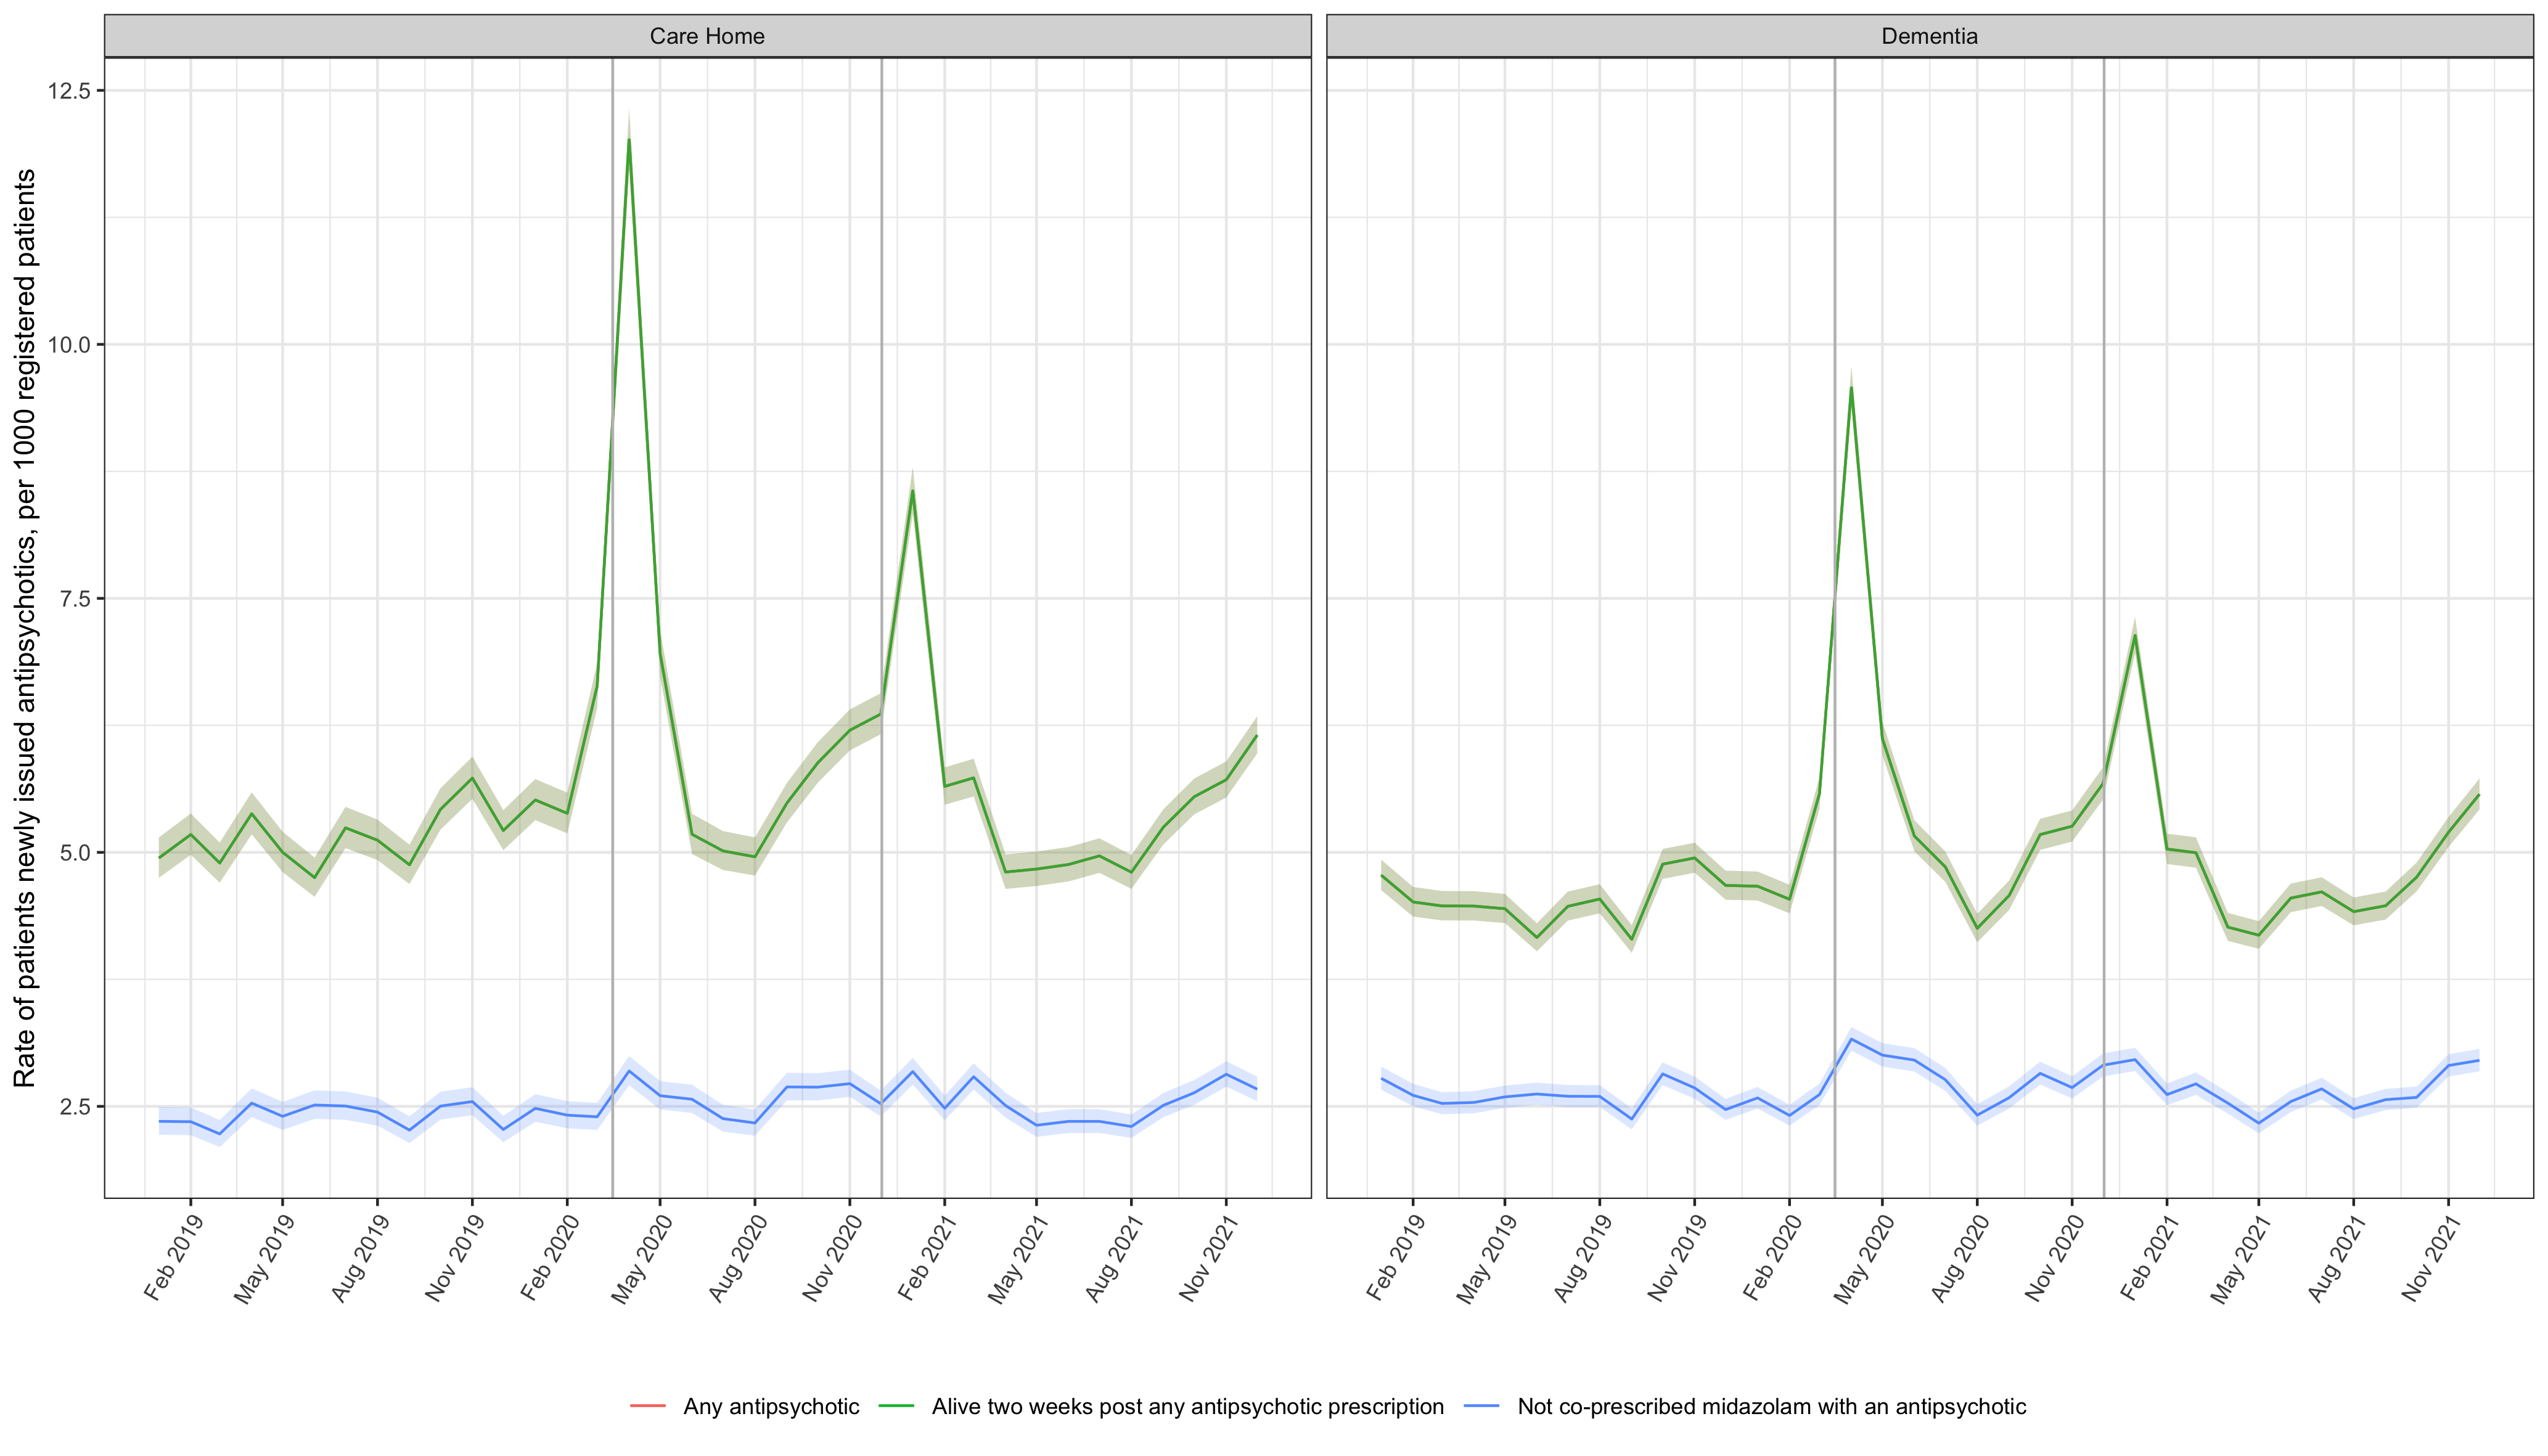 Care Home
Dementia
Rate of patients newly issued antipsychotics, per 1000 registered patients
12.5
10.0
7.5
5.0
2.5
Feb 2019
May 2019
Aug 2019
Nov 2019
Feb 2020
May 2020
Aug 2020
Nov 2020
Feb 2021
May 2021
Aug 2021
Nov 2021
Feb 2019
May 2019
Aug 2019
Nov 2019
Feb 2020
May 2020
Aug 2020
Nov 2020
Feb 2021
May 2021
Aug 2021
Nov 2021
Any antipsychotic
Alive two weeks post any antipsychotic prescription
Not co-prescribed midazolam with an antipsychotic